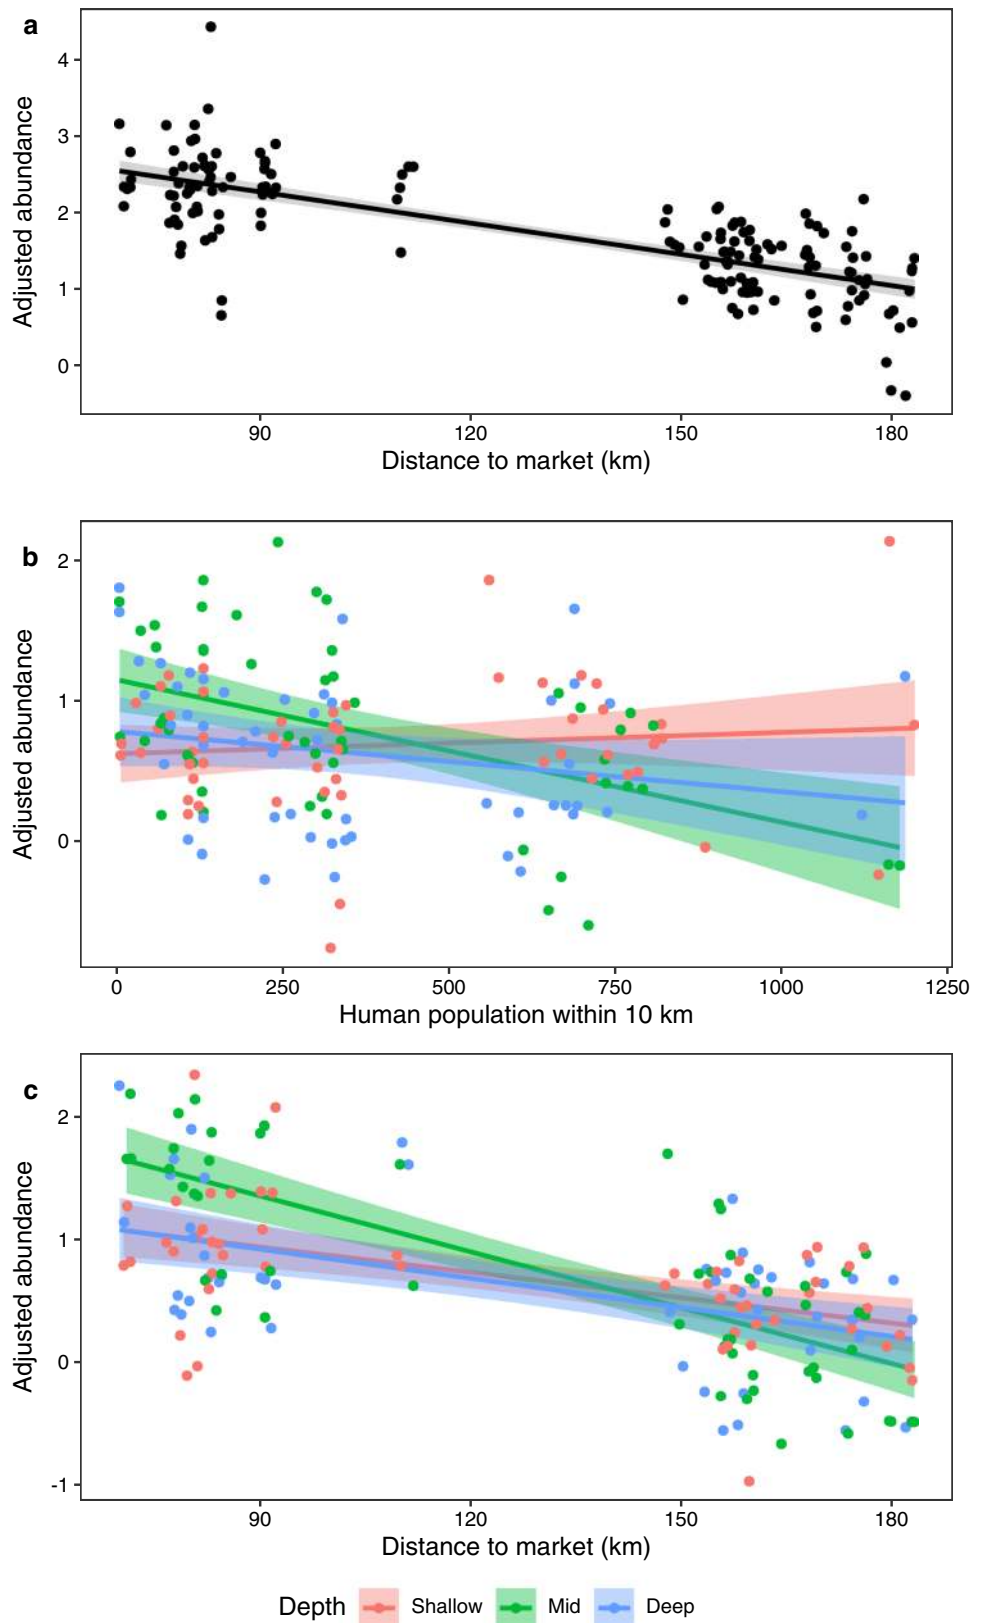 a
4
3
2
1
0
Adjusted abundance
90 120 150 180
Distance to market (km)
b
2
1
0
Adjusted abundance
0 250 500 750 1000 1250
Human population within 10 km
c
2
1
0
-1
Adjusted abundance
90 120 150 180
Distance to market (km)
Depth Shallow Mid Deep